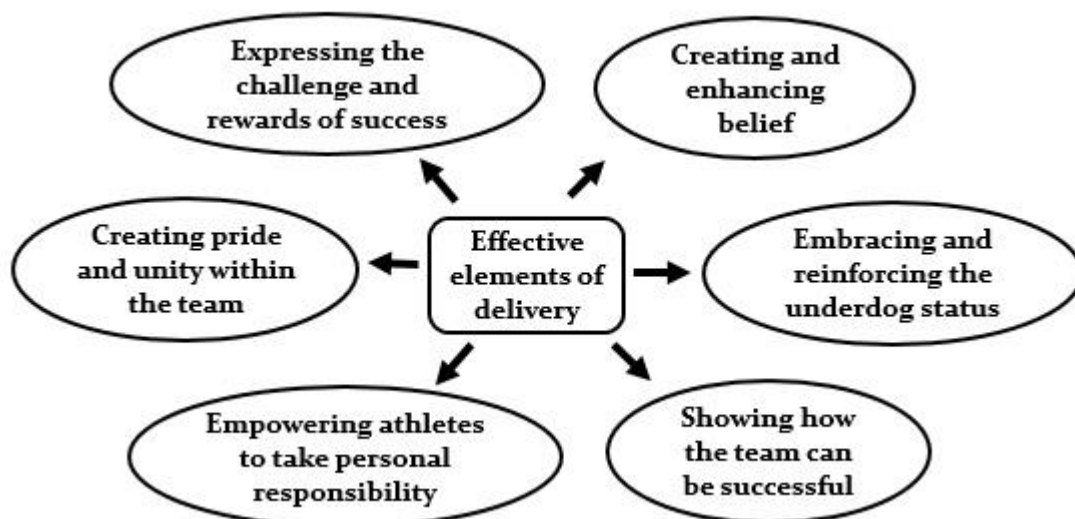 Expressing the
challenge and
rewards of success
Creating and
enhancing
belief
Creating pride
and unity within
the team
Effective
elements of
delivery
Embracing and
reinforcing the
underdog status
Empowering athletes
to take personal
responsibility
Showing how
the team can
be successful